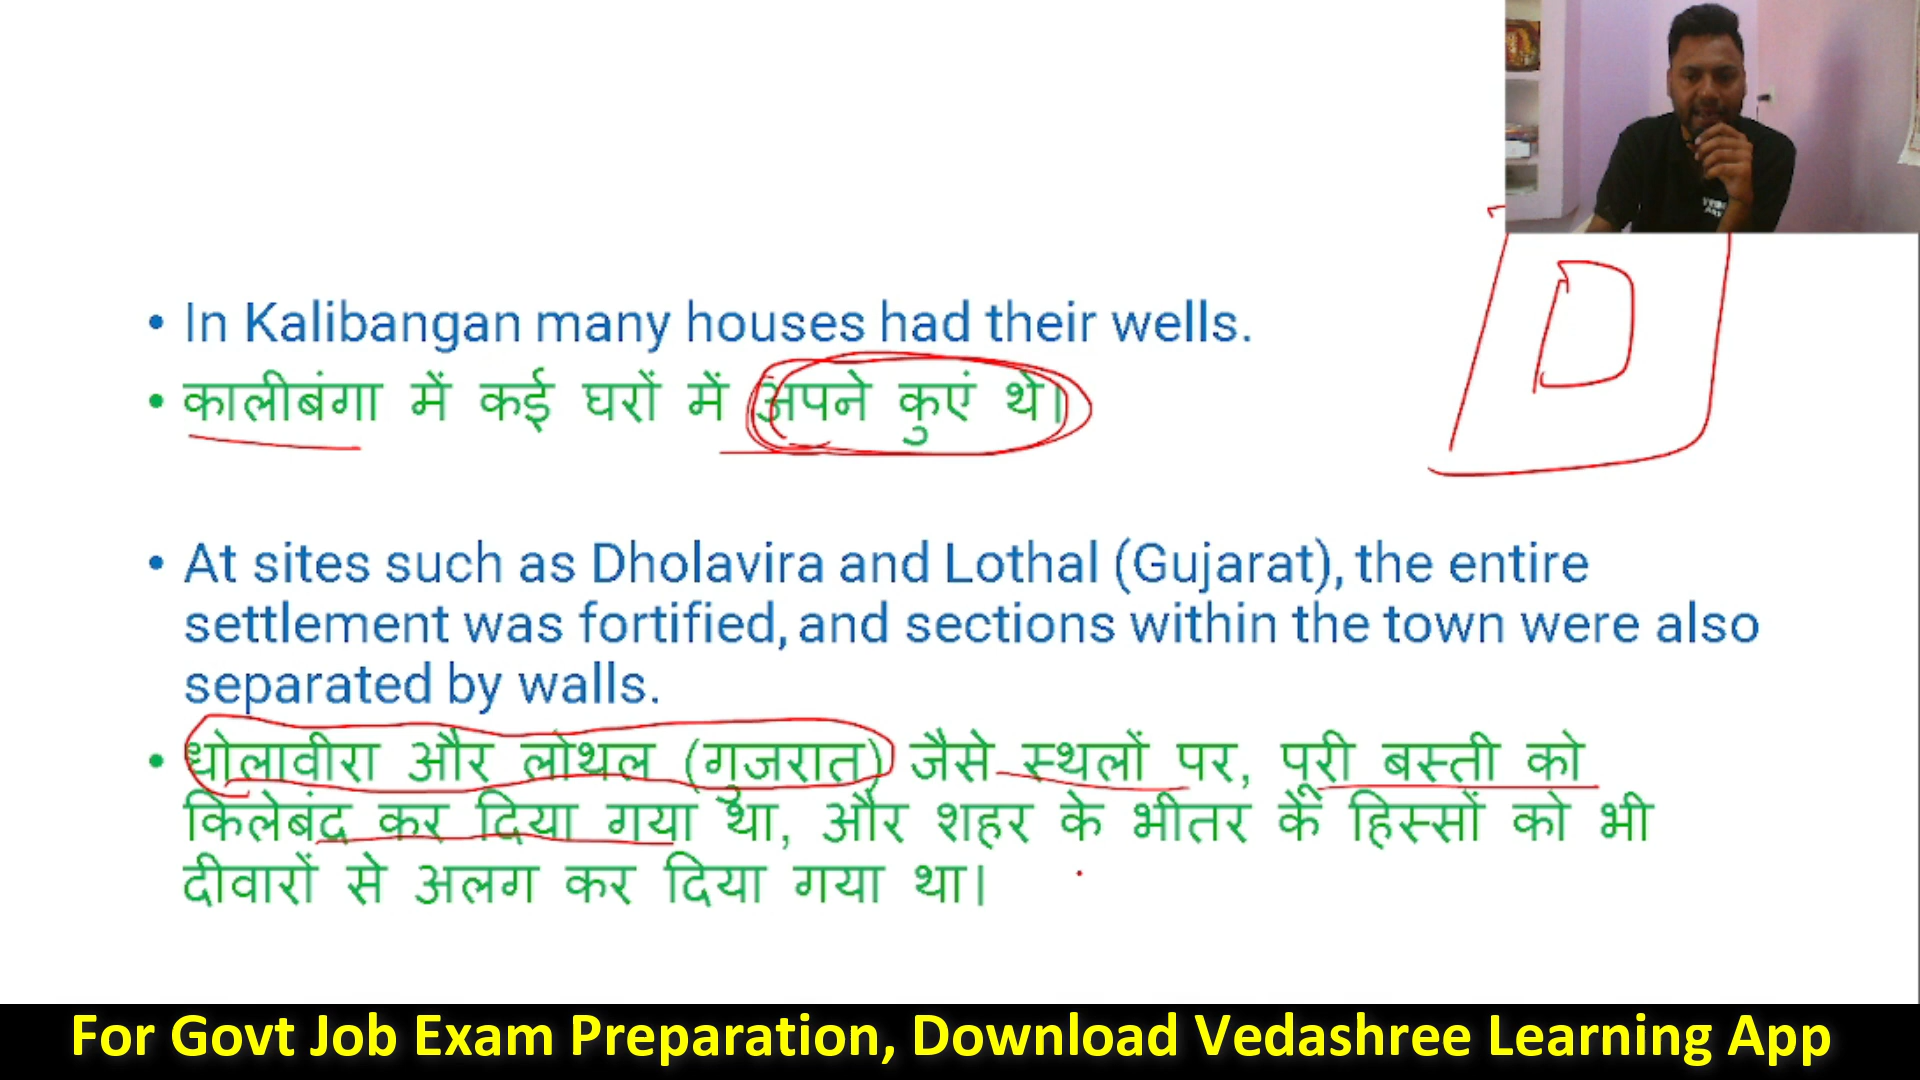 • In Kalibangan many houses had their wells.
• कालीबंगा में कई घरों में अपने कुएं थे।
• At sites such as Dholavira and Lothal (Gujarat), the entire
settlement was fortified, and sections within the town were also
separated by walls.
• धोलावीरा और लोथल (गुजरात) जैसे स्थलों पर, पूरी बस्ती को
किलेबंद कर दिया गया था, और शहर के भीतर के हिस्सों को भी
दीवारों से अलग कर दिया गया था।
For Govt Job Exam Preparation, Download Vedashree Learning App